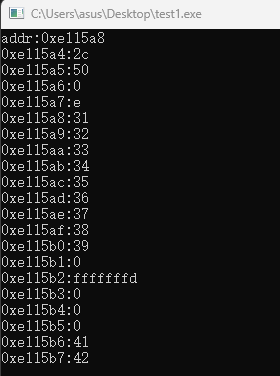 C:\Users\asus\Desktop\test1.exe
addr:0xe115a8
0xe115a4:2c
0xe115a5:50
0xe115a6:0
0xe115a7:e
0xe115a8:31
0xe115a9:32
0xe115aa:33
0xe115ab:34
0xe115ac:35
0xe115ad:36
0xe115ae:37
0xe115af:38
0xe115b0:39
0xe115b1:0
0xe115b2:fffffffd
0xe115b3:0
0xe115b4:0
0xe115b5:0
0xe115b6:41
0xe115b7:42